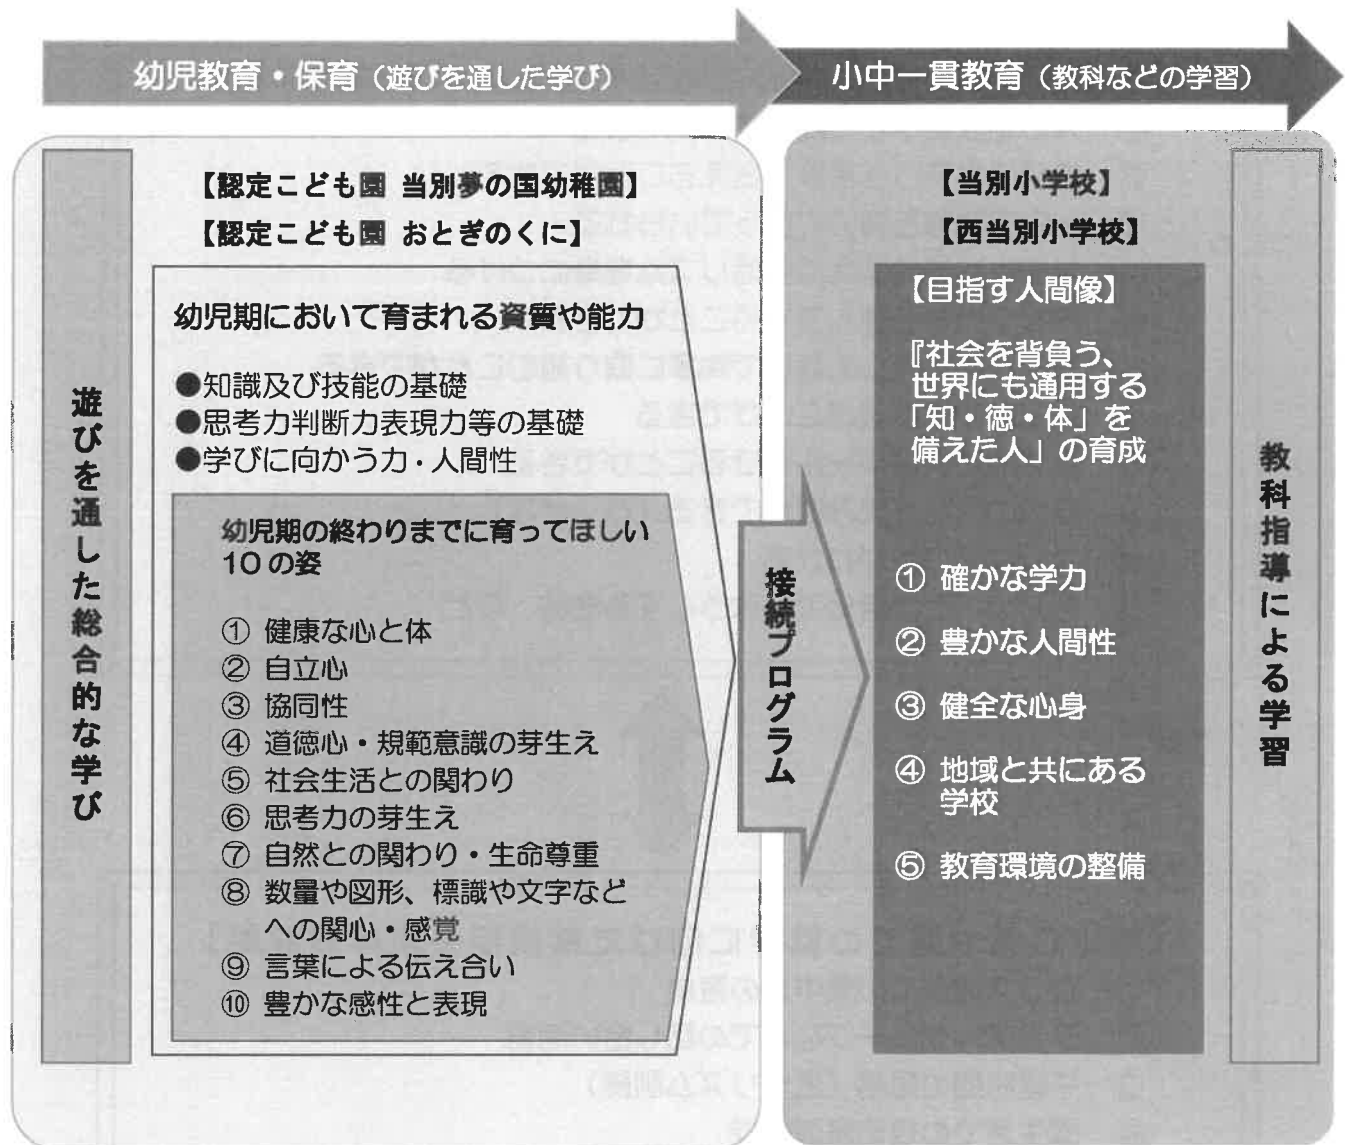 幼児教育・保育（遊びを通した学び）
小中一貫教育（教科などの学習）
遊びを通した総合的な学び
【認定こども園 当別夢の国幼稚園】
【認定こども園 おとぎのくに】
幼児期において育まれる資質や能力
●知識及び技能の基礎
●思考力判断力表現力等の基礎
●学びに向かう力・人間性
幼児期の終わりまでに育ってほしい
10の姿
① 健康な心と体
② 自立心
③ 協同性
④ 道徳心・規範意識の芽生え
⑤ 社会生活との関わり
⑥ 思考力の芽生え
⑦ 自然との関わり・生命尊重
⑧ 数量や図形、標識や文字など
への関心・感覚
⑨ 言葉による伝え合い
⑩ 豊かな感性と表現
接続プログラム
【当別小学校】
【西当別小学校】
【目指す人間像】
『社会を背負う、
世界にも通用する
「知・徳・体」を
備えた人」の育成
① 確かな学力
② 豊かな人間性
③ 健全な心身
④ 地域と共にある
学校
⑤ 教育環境の整備
教科指導による学習